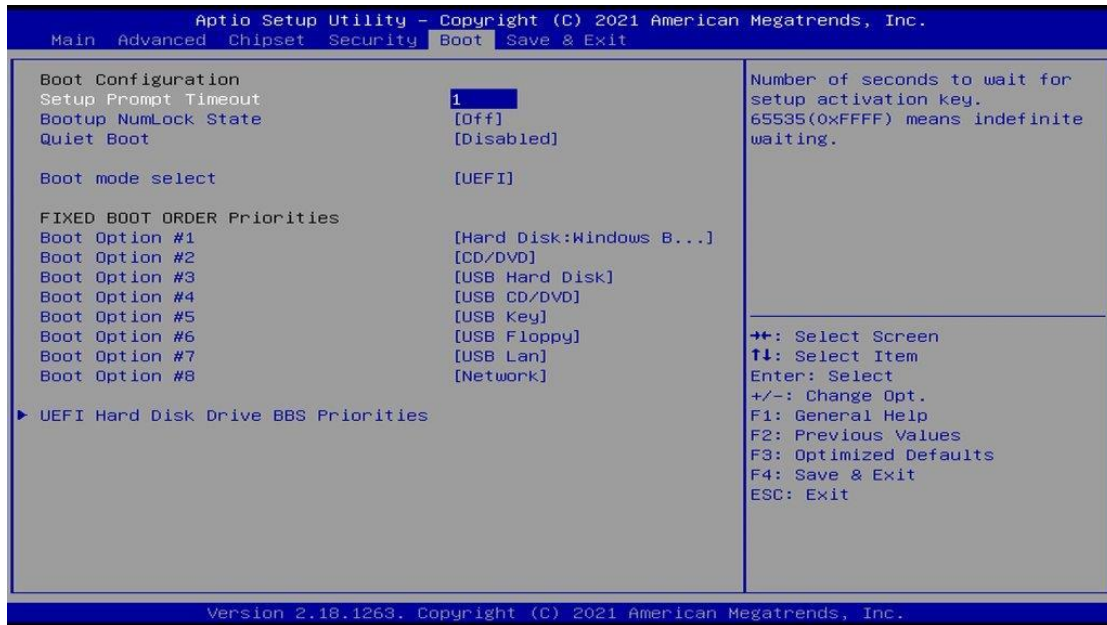 Aptio Setup Utility – Copyright (C) 2021 American Megatrends, Inc.
Main Advanced Chipset Security Boot Save & Exit
Boot Configuration
Setup Prompt Timeout 1
Bootup NumLock State [Off]
Quiet Boot [Disabled]
Boot mode select [UEFI]
FIXED BOOT ORDER Priorities
Boot Option #1 [Hard Disk:Windows B...]
Boot Option #2 [CD/DVD]
Boot Option #3 [USB Hard Disk]
Boot Option #4 [USB CD/DVD]
Boot Option #5 [USB Key]
Boot Option #6 [USB Floppy]
Boot Option #7 [USB Lan]
Boot Option #8 [Network]
▶ UEFI Hard Disk Drive BBS Priorities
Number of seconds to wait for
setup activation key.
65535(0xFFFF) means indefinite
waiting.
→←: Select Screen
↑↓: Select Item
Enter: Select
+/-: Change Opt.
F1: General Help
F2: Previous Values
F3: Optimized Defaults
F4: Save & Exit
ESC: Exit
Version 2.18.1263. Copyright (C) 2021 American Megatrends, Inc.